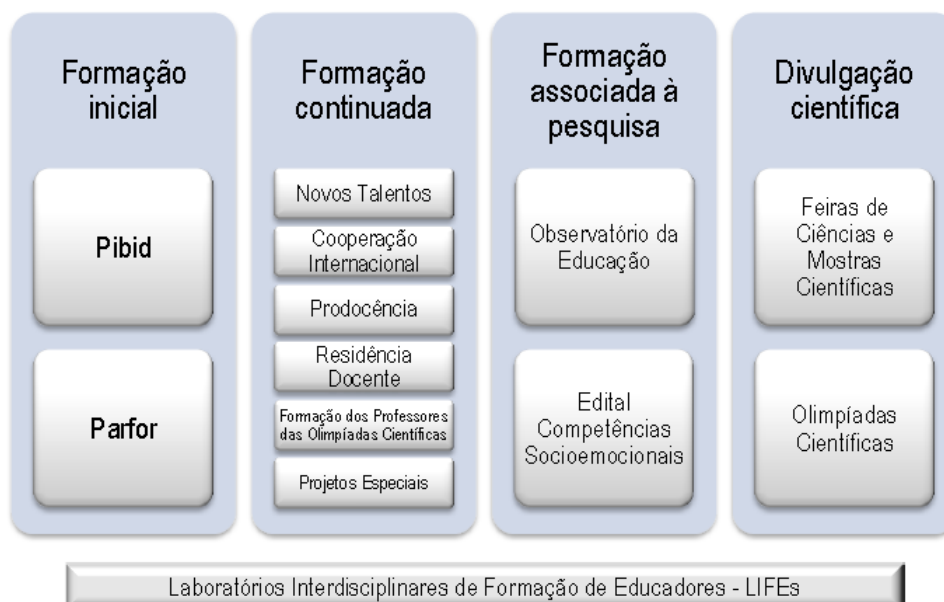 Formação
inicial
Pibid
Parfor
Formação
continuada
Novos Talentos
Cooperação
Internacional
Prodocência
Residência
Docente
Formação dos Professores
das Olimpíadas Científicas
Projetos Especiais
Formação
associada à
pesquisa
Observatório da
Educação
Edital
Competências
Socioemocionais
Divulgação
científica
Feiras de
Ciências e
Mostras
Científicas
Olimpíadas
Científicas
Laboratórios Interdisciplinares de Formação de Educadores - LIFEs